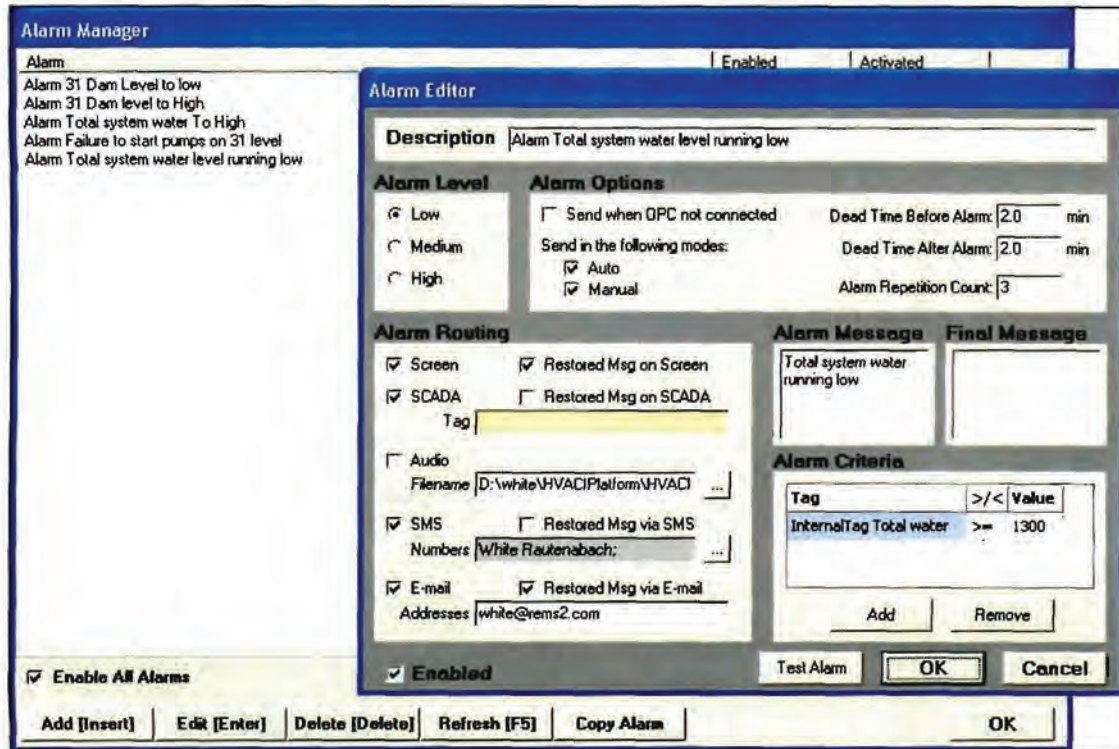 Alarm Manager
Alarm Enabled Activated
Alarm 31 Dam Level to low
Alarm 31 Dam level to High
Alarm Total system water To High
Alarm Failure to start pumps on 31 level
Alarm Total system water level running low
Enable All Alarms
Add [Insert] Edit [Enter] Delete [Delete] Refresh [F5] Copy Alarm OK
Alarm Editor
Description Alarm Total system water level running low
Alarm Level
Low
Medium
High
Alarm Options
Send when OPC not connected
Send in the following modes:
Auto
Manual
Dead Time Before Alarm: 2.0 min
Dead Time After Alarm: 2.0 min
Alarm Repetition Count: 3
Alarm Routing
Screen Restored Msg on Screen
SCADA Restored Msg on SCADA
Tag
Audio
Filename D:\white\HVACIPlatform\HVACI ...
SMS Restored Msg via SMS
Numbers White Rautenabach; ...
E-mail Restored Msg via E-mail
Addresses white@rems2.com
Alarm Message
Total system water
running low
Final Message
Alarm Criteria
Tag >/< Value
InternalTag Total water >= 1300
Add Remove
Enabled
Test Alarm OK Cancel